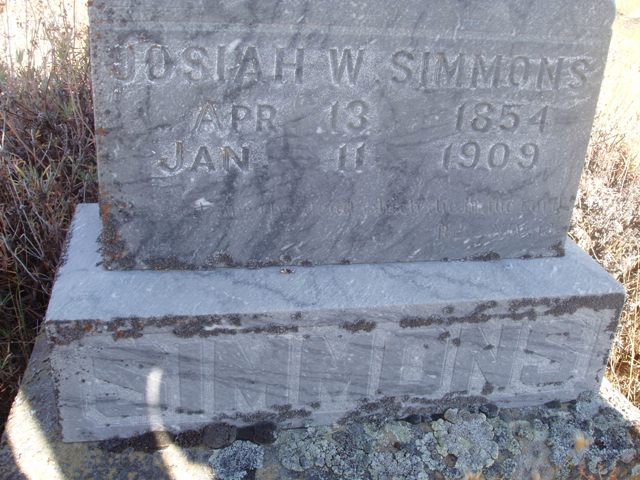 JOSIAH W. SIMMONS
APR. 13 1854
JAN. 11 1909
SIMMONS